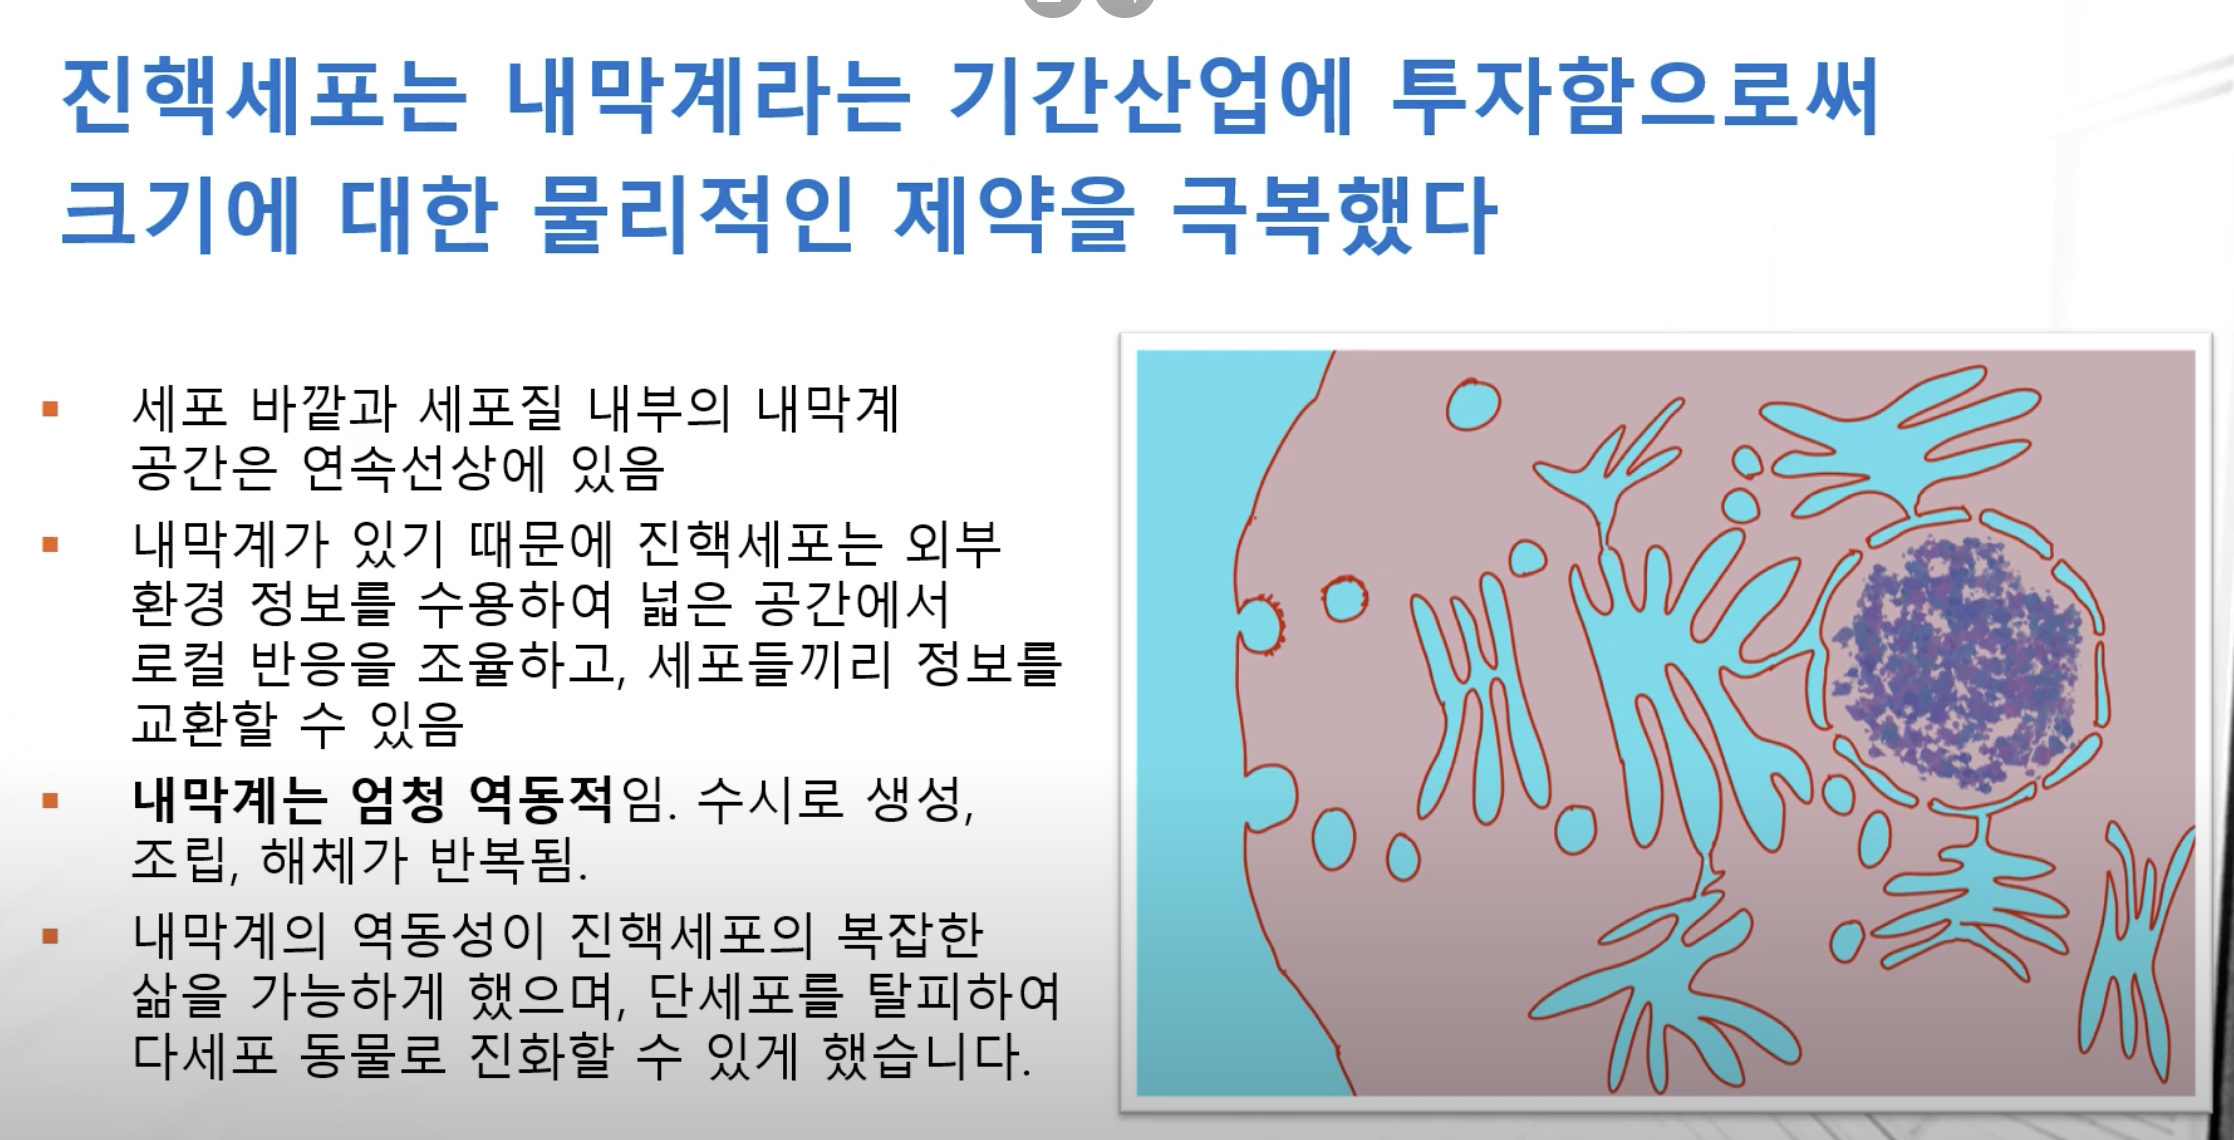 진핵세포는 내막계라는 기간산업에 투자함으로써
크기에 대한 물리적인 제약을 극복했다
▪ 세포 바깥과 세포질 내부의 내막계
공간은 연속선상에 있음
▪ 내막계가 있기 때문에 진핵세포는 외부
환경 정보를 수용하여 넓은 공간에서
로컬 반응을 조율하고, 세포들끼리 정보를
교환할 수 있음
▪ 내막계는 엄청 역동적임. 수시로 생성,
조립, 해체가 반복됨.
▪ 내막계의 역동성이 진핵세포의 복잡한
삶을 가능하게 했으며, 단세포를 탈피하여
다세포 동물로 진화할 수 있게 했습니다.